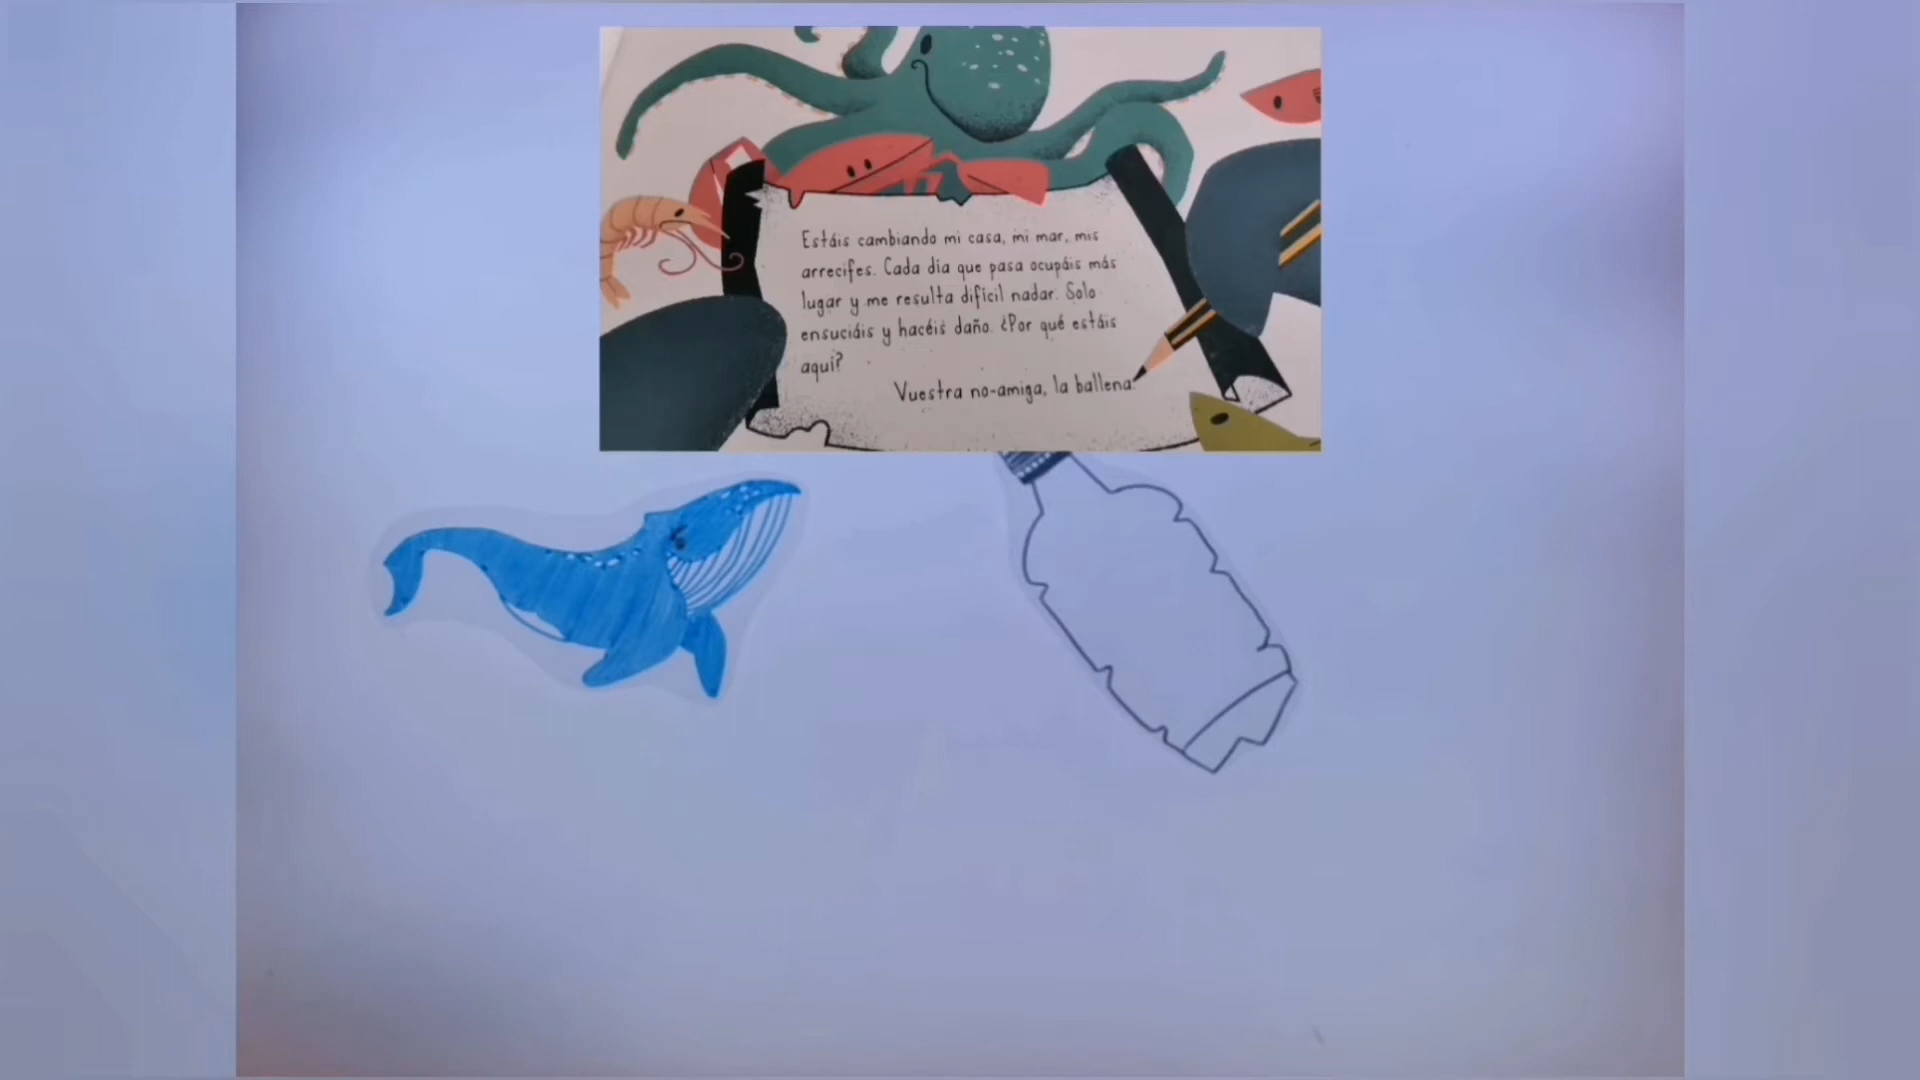 Estáis cambiando mi casa, mi mar, mis
arrecifes. Cada día que pasa ocupáis más
lugar y me resulta difícil nadar. Solo
ensuciáis y hacéis daño. ¿Por qué estáis
aquí?
Vuestra no-amiga, la ballena.